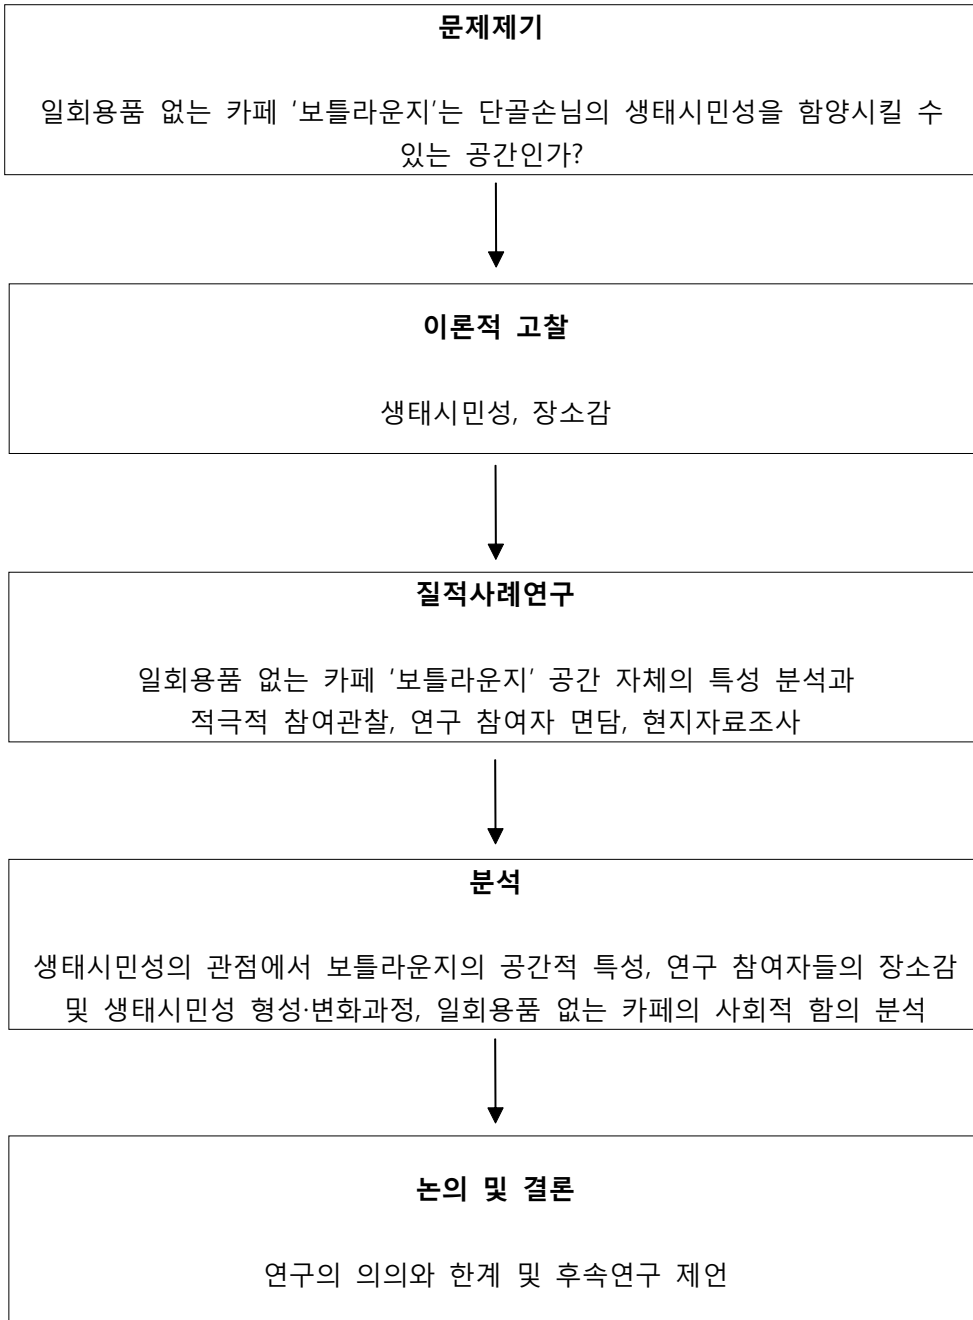 문제제기
일회용품 없는 카페 ‘보틀라운지’는 단골손님의 생태시민성을 함양시킬 수
있는 공간인가?
이론적 고찰
생태시민성, 장소감
질적사례연구
일회용품 없는 카페 ‘보틀라운지’ 공간 자체의 특성 분석과
적극적 참여관찰, 연구 참여자 면담, 현지자료조사
분석
생태시민성의 관점에서 보틀라운지의 공간적 특성, 연구 참여자들의 장소감
및 생태시민성 형성·변화과정, 일회용품 없는 카페의 사회적 함의 분석
논의 및 결론
연구의 의의와 한계 및 후속연구 제언